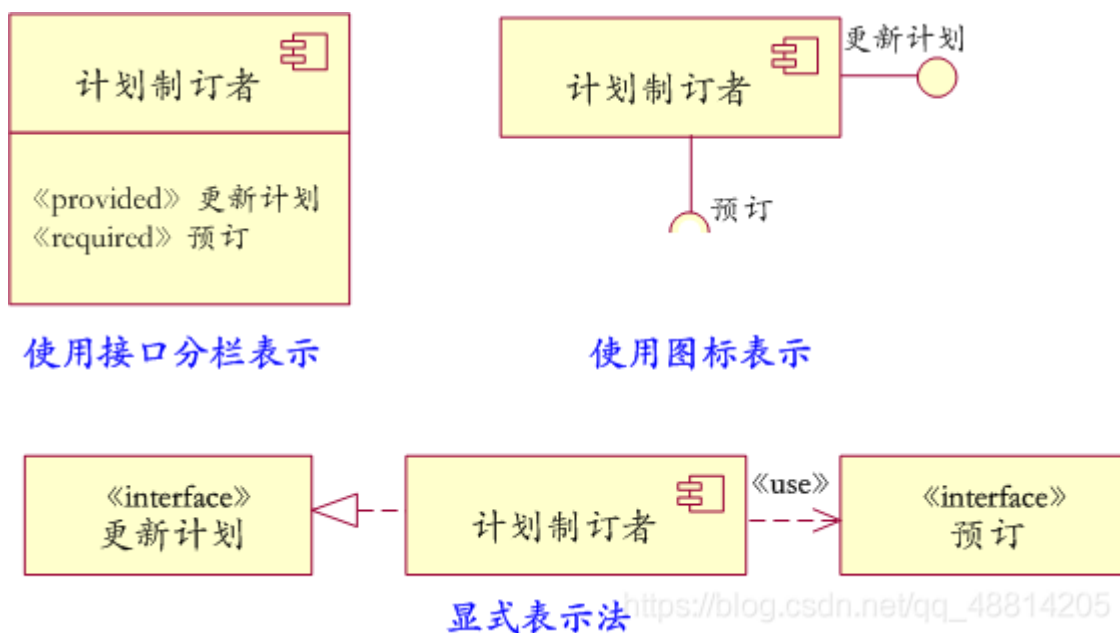 计划制订者
《provided》 更新计划
《required》 预订
使用接口分栏表示
更新计划
计划制订者
预订
使用图标表示
《interface》
更新计划
计划制订者
《use》
《interface》
预订
显式表示法
https://blog.csdn.net/qq_48814205